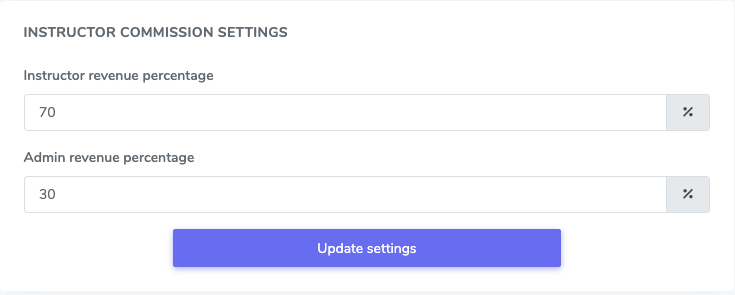 INSTRUCTOR COMMISSION SETTINGS
Instructor revenue percentage
70 %
Admin revenue percentage
30 %
Update settings